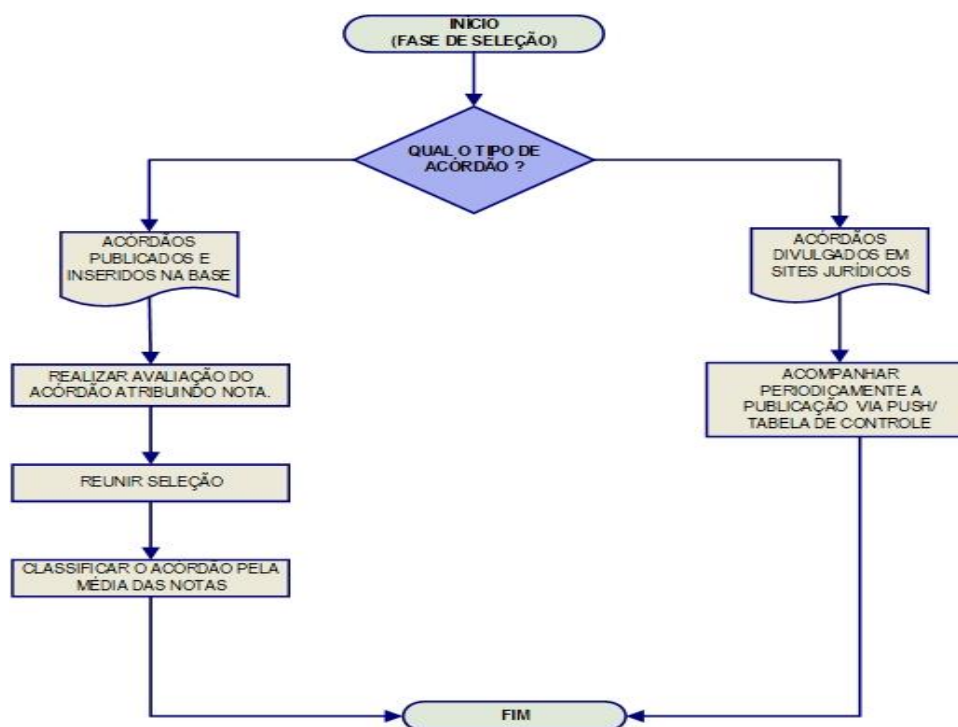 INÍCIO
(FASE DE SELEÇÃO)
QUAL O TIPO DE
ACÓRDÃO ?
ACÓRDÃOS
PUBLICADOS E
INSERIDOS NA BASE
REALIZAR AVALIAÇÃO DO
ACÓRDÃO ATRIBUINDO NOTA.
REUNIR SELEÇÃO
CLASSIFICAR O ACÓRDÃO PELA
MÉDIA DAS NOTAS
ACÓRDÃOS
DIVULGADOS EM
SITES JURÍDICOS
ACOMPANHAR
PERIODICAMENTE A
PUBLICAÇÃO VIA PUSH/
TABELA DE CONTROLE
FIM